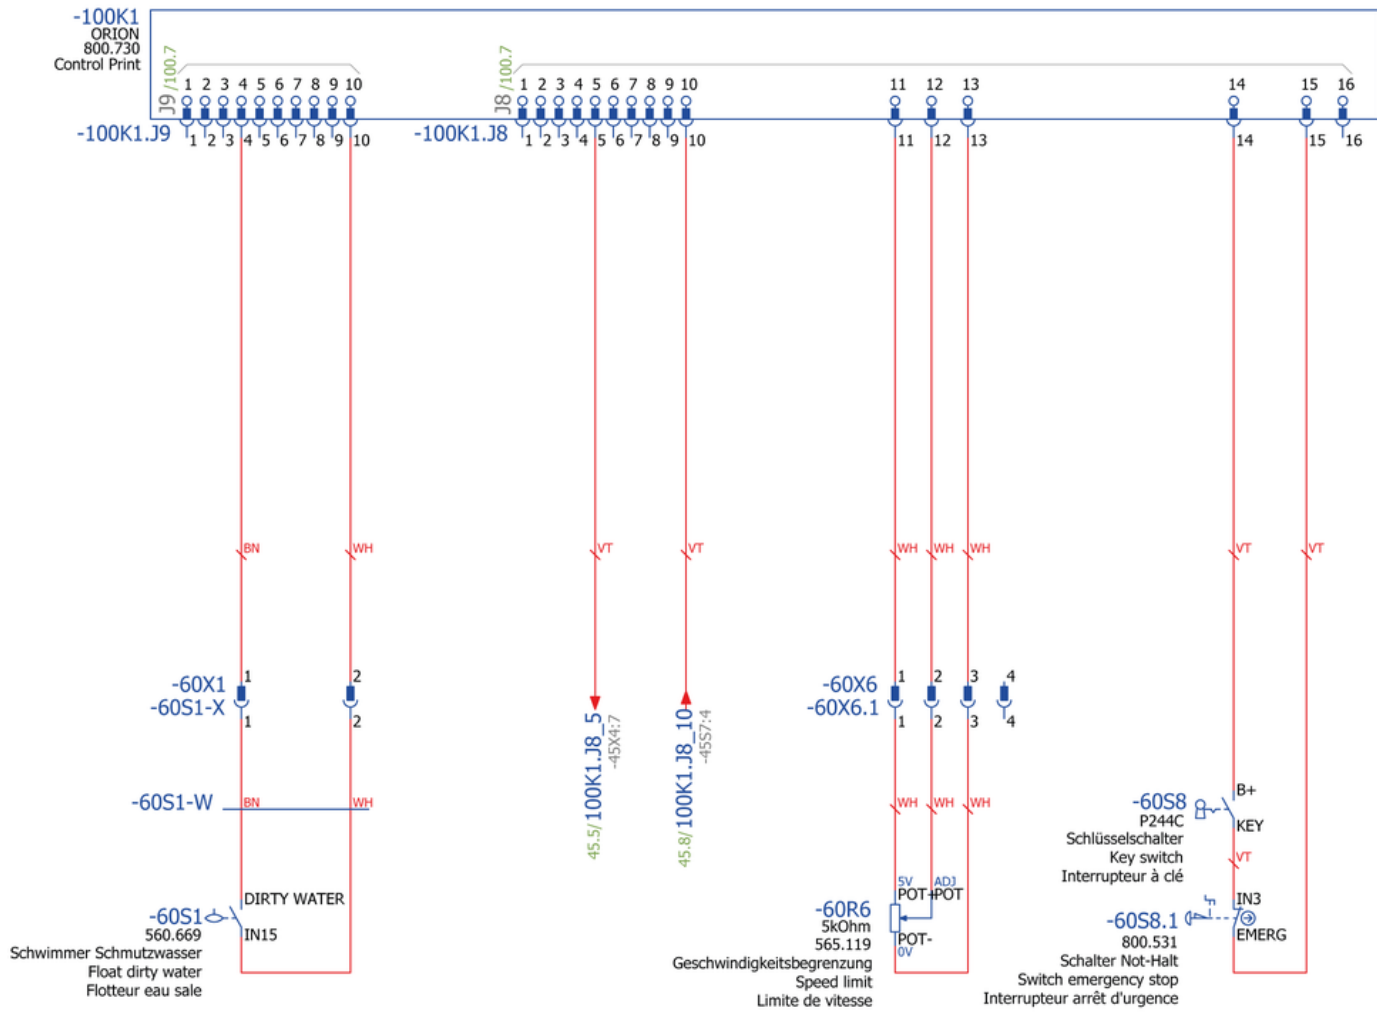 -100K1
ORION
800.730
Control Print
J9 /100.7
1 2 3 4 5 6 7 8 9 10
J8 /100.7
1 2 3 4 5 6 7 8 9 10 11 12 13 14 15 16
-100K1.J9
1 2 3 4 5 6 7 8 9 10
-100K1.J8
1 2 3 4 5 6 7 8 9 10 11 12 13 14 15 16
BN WH VT VT WH WH WH VT VT
-60X1
1 2
-60S1-X
1 2
45.5/100K1.J8_5
-45X4:7
45.8/100K1.J8_10
-45S7:4
-60X6
1 2 3 4
-60X6.1
1 2 3 4
-60S1-W
BN WH
WH WH WH
-60S8
P244C
Schlüsselschalter
Key switch
Interrupteur à clé
B+
KEY
VT
-60S1
560.669
Schwimmer Schmutzwasser
Float dirty water
Flotteur eau sale
DIRTY WATER
IN15
-60R6
5kOhm
565.119
Geschwindigkeitsbegrenzung
Speed limit
Limite de vitesse
5V ADJ
POT+ POT
POT-
0V
-60S8.1
800.531
Schalter Not-Halt
Switch emergency stop
Interrupteur arrêt d'urgence
IN3
EMERG